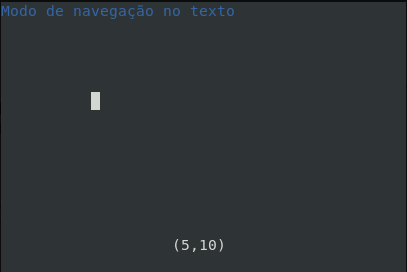 Modo de navegação no texto
(5,10)